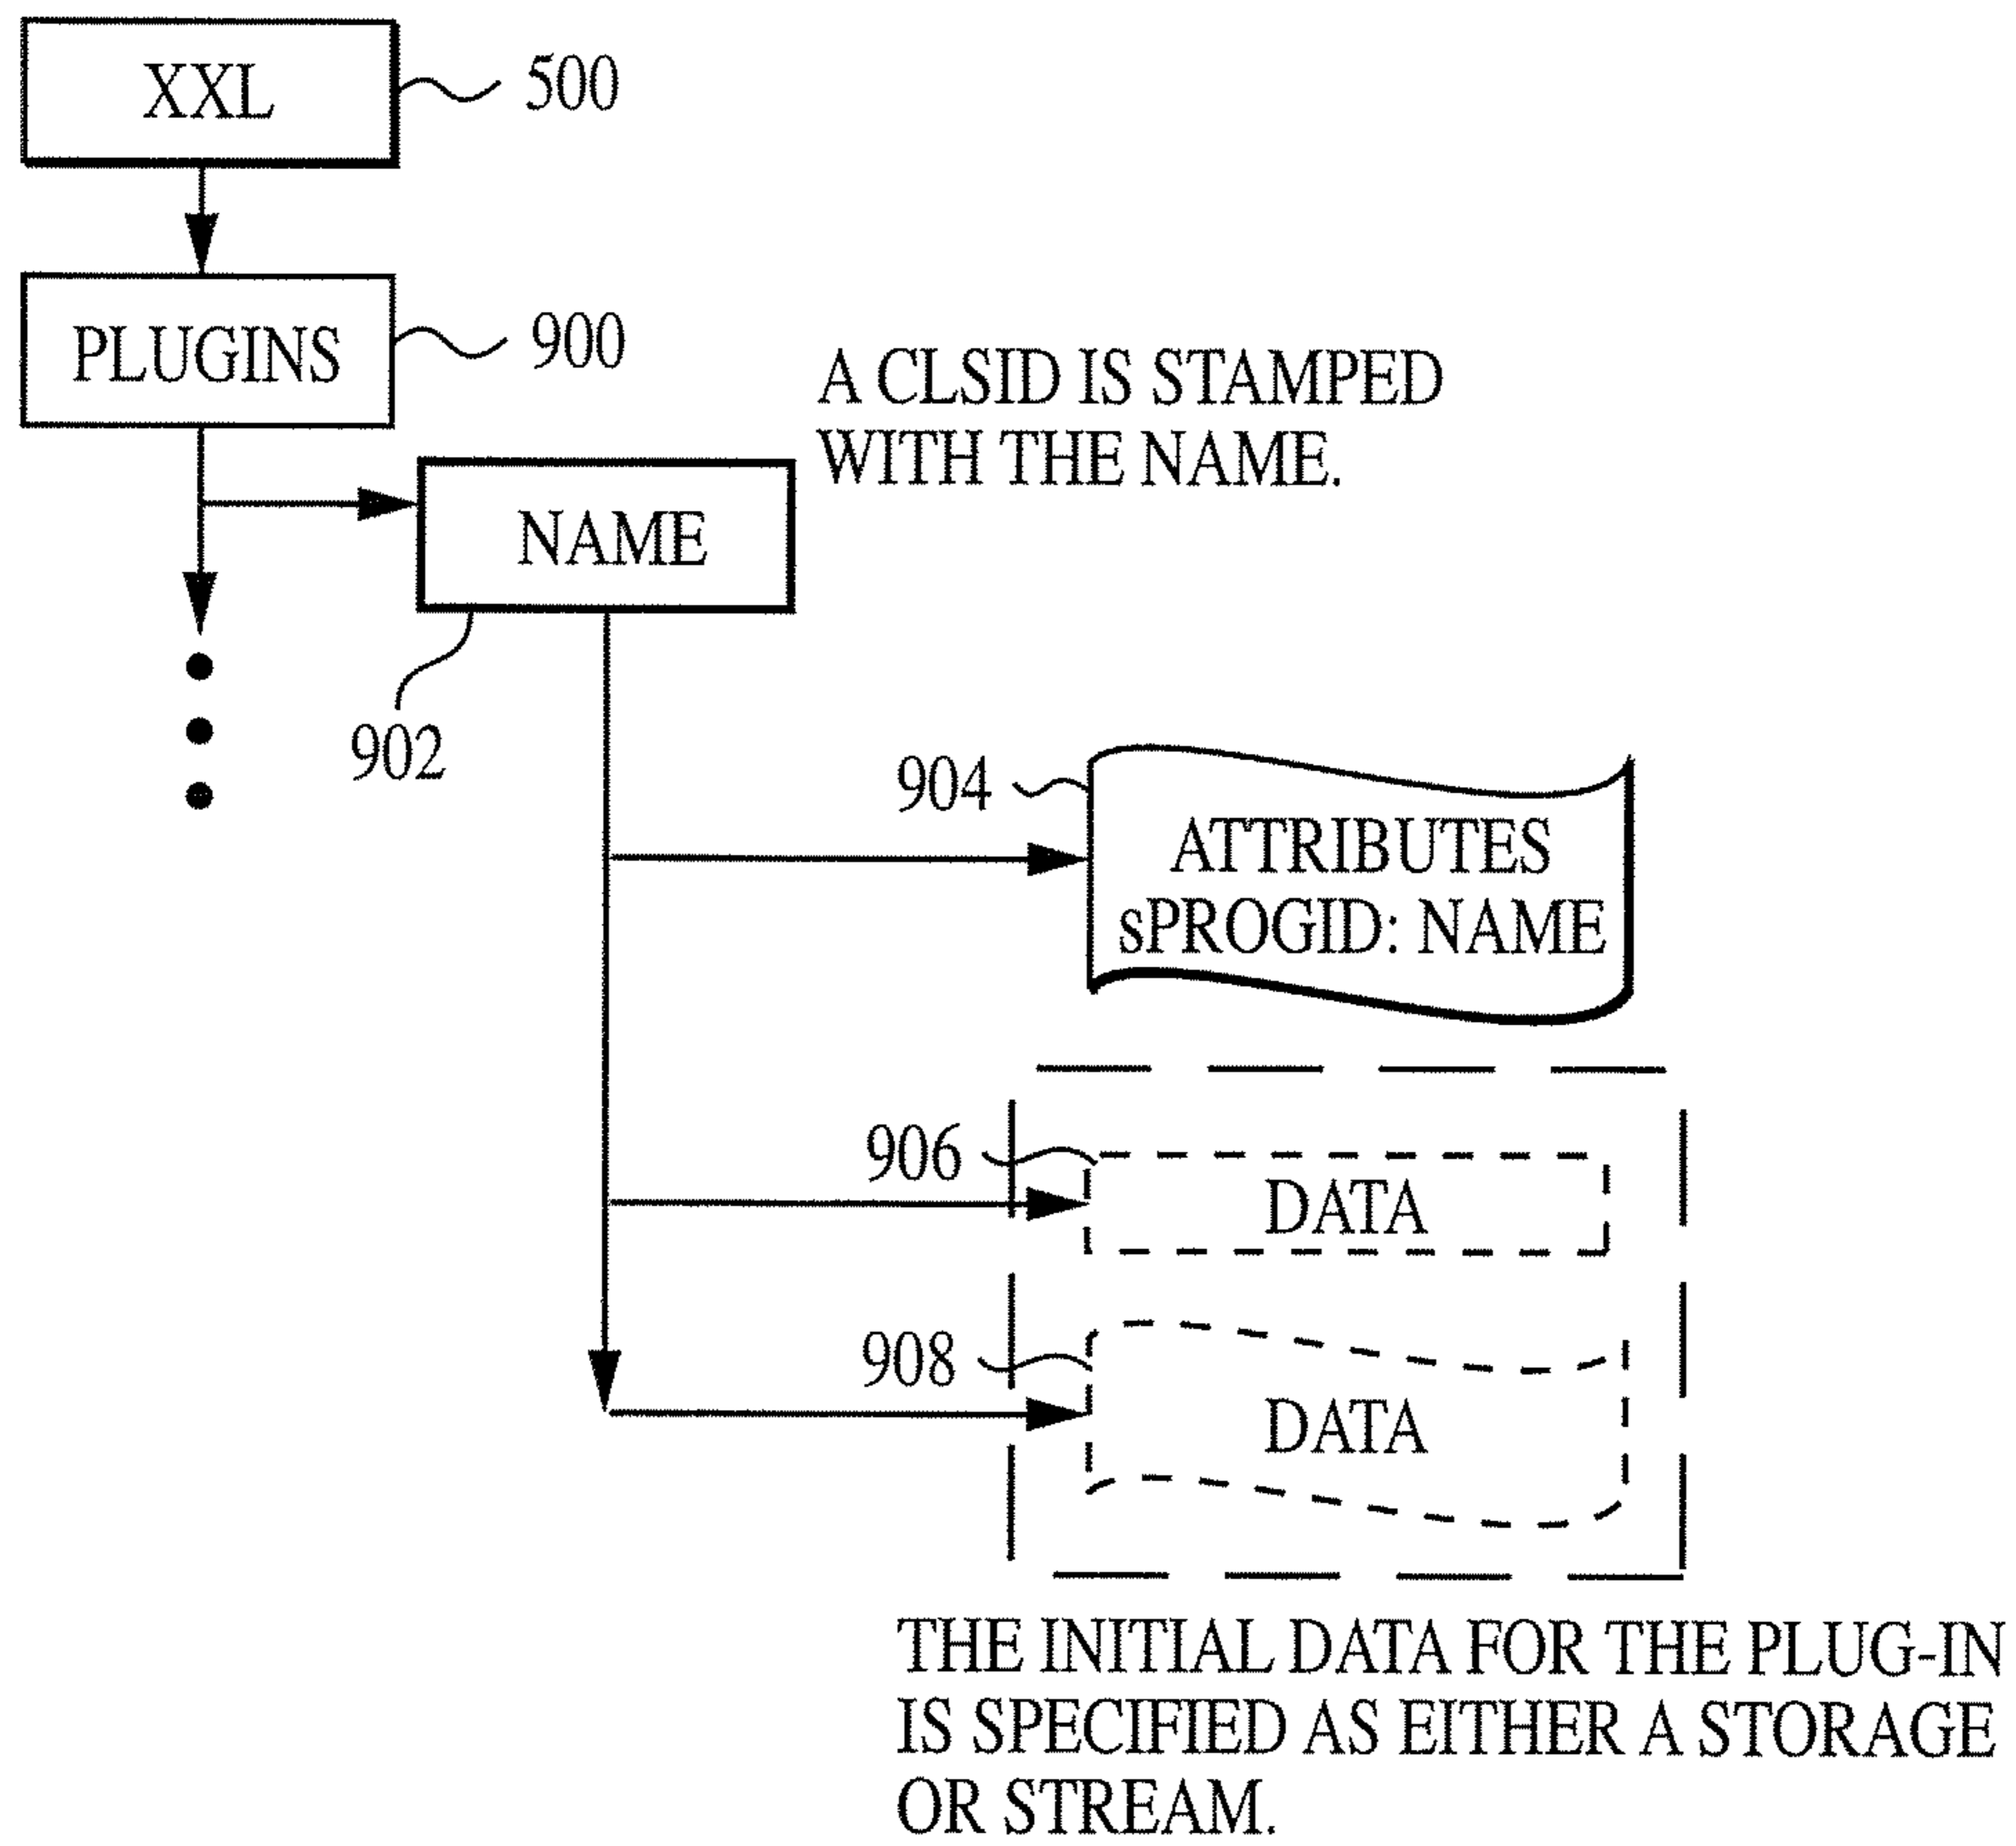 XXL
500
PLUGINS
900
A CLSID IS STAMPED
WITH THE NAME.
NAME
902
904
ATTRIBUTES
sPROGID: NAME
906
DATA
908
DATA
THE INITIAL DATA FOR THE PLUG-IN
IS SPECIFIED AS EITHER A STORAGE
OR STREAM.